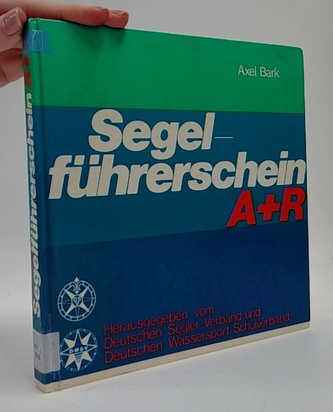 Axel Bark
Segel-
führerschein
A+R
Herausgegeben vom
Deutschen Segler Verband und
Deutschen Wassersport Schulverband
Segelführerschein A+R